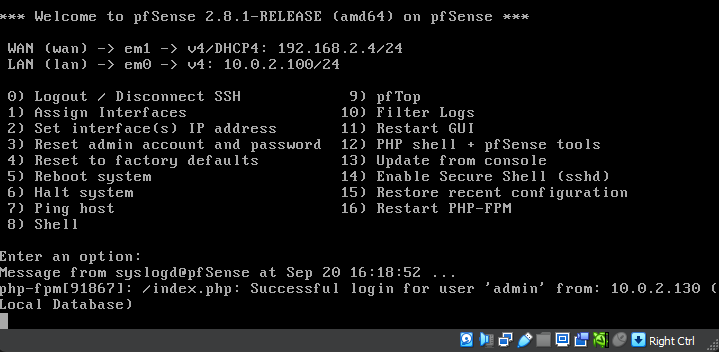 *** Welcome to pfSense 2.8.1-RELEASE (amd64) on pfSense ***
WAN (wan) -> em1 -> v4/DHCP4: 192.168.2.4/24
LAN (lan) -> em0 -> v4: 10.0.2.100/24
0) Logout / Disconnect SSH 9) pfTop
1) Assign Interfaces 10) Filter Logs
2) Set interface(s) IP address 11) Restart GUI
3) Reset admin account and password 12) PHP shell + pfSense tools
4) Reset to factory defaults 13) Update from console
5) Reboot system 14) Enable Secure Shell (sshd)
6) Halt system 15) Restore recent configuration
7) Ping host 16) Restart PHP-FPM
8) Shell
Enter an option:
Message from syslogd@pfSense at Sep 20 16:18:52 ...
php-fpm[91867]: /index.php: Successful login for user 'admin' from: 10.0.2.130 (
Local Database)
Right Ctrl